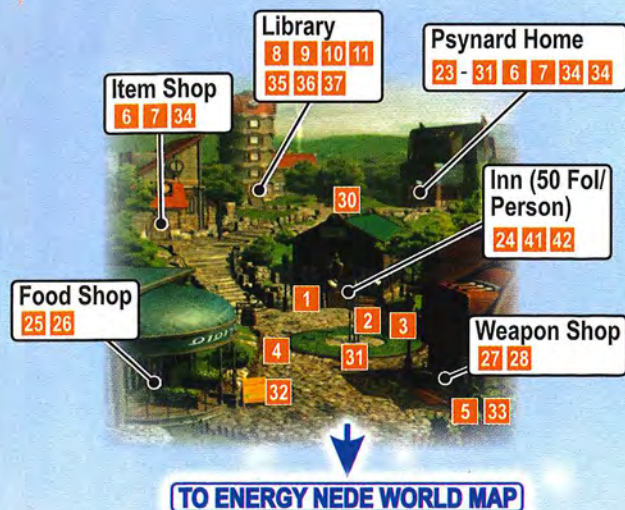 Library
8 9 10 11
35 36 37
Psynard Home
23 - 31 6 7 34 34
Item Shop
6 7 34
Inn (50 Fol/
Person)
24 41 42
30
Food Shop
25 26
1
2
3
4
31
32
Weapon Shop
27 28
5 33
TO ENERGY NEDE WORLD MAP